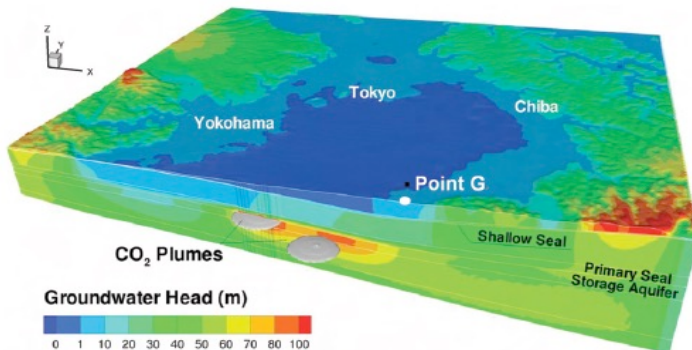 Z
Y
X
Tokyo
Chiba
Yokohama
Point G
Shallow Seal
CO₂ Plumes
Primary Seal
Storage Aquifer
Groundwater Head (m)
0 1 10 20 30 40 50 60 70 80 90 100